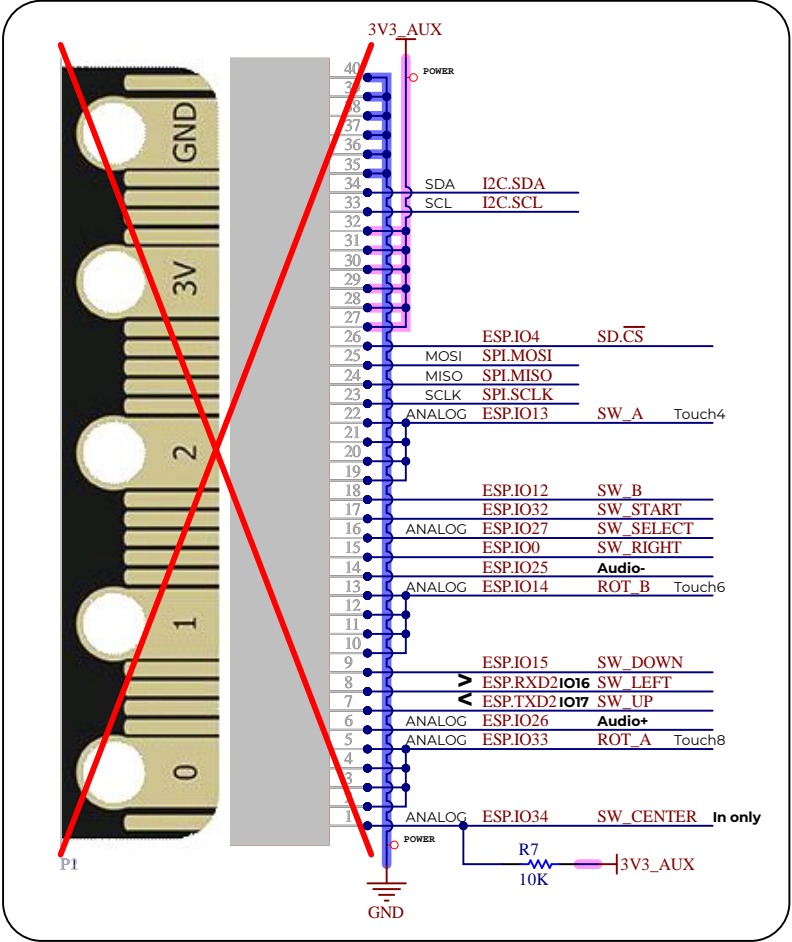 3V3_AUX
POWER
40
39
38
37
36
35
34 SDA I2C.SDA
33 SCL I2C.SCL
32
31
30
29
28
27
26 ESP.IO4 SD.CS
25 MOSI SPI.MOSI
24 MISO SPI.MISO
23 SCLK SPI.SCLK
22 ANALOG ESP.IO13 SW_A Touch4
21
20
19
18 ESP.IO12 SW_B
17 ESP.IO32 SW_START
16 ANALOG ESP.IO27 SW_SELECT
15 ESP.IO0 SW_RIGHT
14 ESP.IO25 Audio-
13 ANALOG ESP.IO14 ROT_B Touch6
12
11
10
9 ESP.IO15 SW_DOWN
8 > ESP.RXD2 IO16 SW_LEFT
7 < ESP.TXD2 IO17 SW_UP
6 ANALOG ESP.IO26 Audio+
5 ANALOG ESP.IO33 ROT_A Touch8
4
3
2
1 ANALOG ESP.IO34 SW_CENTER In only
POWER
R7
10K
3V3_AUX
GND
GND
3V
2
1
0
P1